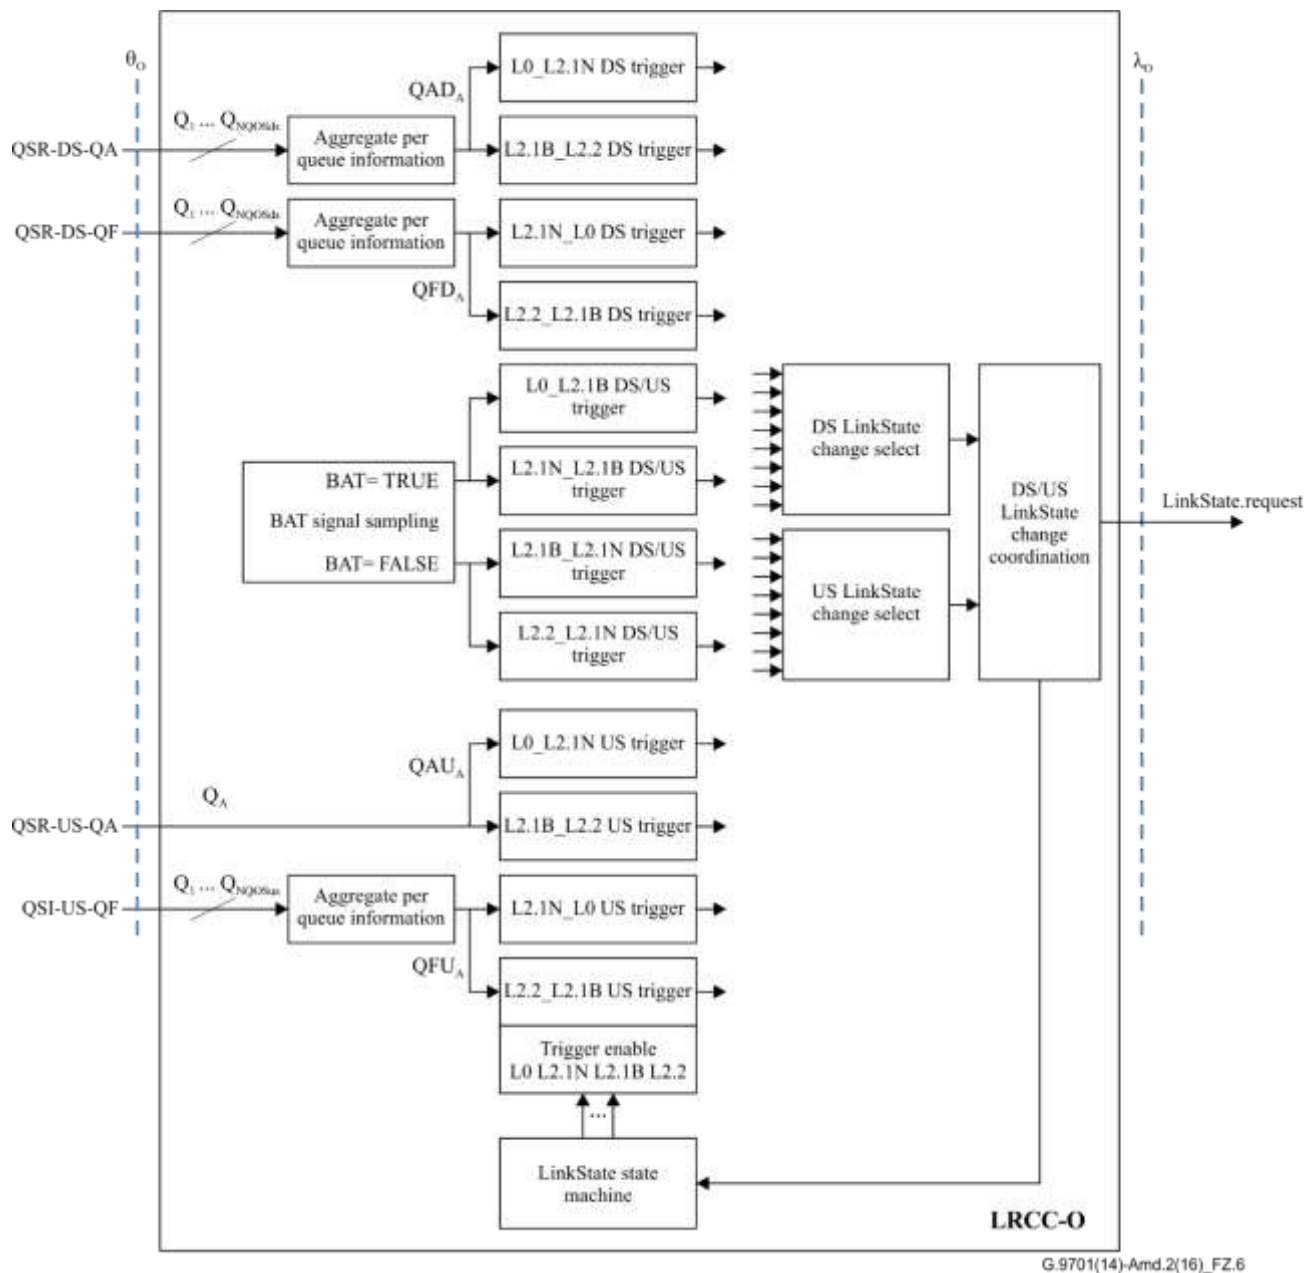 θO
λO
L0_L2.1N DS trigger
QADA
Q1 ... QNQOSds
QSR-DS-QA
Aggregate per
queue information
L2.1B_L2.2 DS trigger
Q1 ... QNQOSds
QSR-DS-QF
Aggregate per
queue information
L2.1N_L0 DS trigger
QFDA
L2.2_L2.1B DS trigger
L0_L2.1B DS/US
trigger
DS LinkState
change select
BAT= TRUE
L2.1N_L2.1B DS/US
trigger
BAT signal sampling
DS/US
LinkState
change
coordination
LinkState.request
BAT= FALSE
L2.1B_L2.1N DS/US
trigger
US LinkState
change select
L2.2_L2.1N DS/US
trigger
L0_L2.1N US trigger
QAUA
QA
QSR-US-QA
L2.1B_L2.2 US trigger
Q1 ... QNQOSus
QSI-US-QF
Aggregate per
queue information
L2.1N_L0 US trigger
QFUA
L2.2_L2.1B US trigger
Trigger enable
L0 L2.1N L2.1B L2.2
...
LinkState state
machine
LRCC-O
G.9701(14)-Amd.2(16)_FZ.6